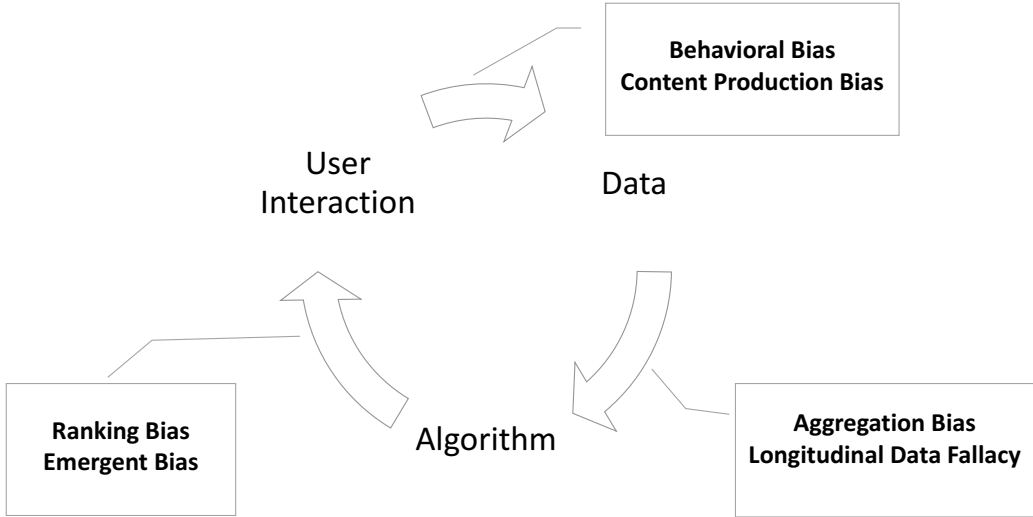 Behavioral Bias
Content Production Bias
User
Interaction
Data
Ranking Bias
Emergent Bias
Algorithm
Aggregation Bias
Longitudinal Data Fallacy